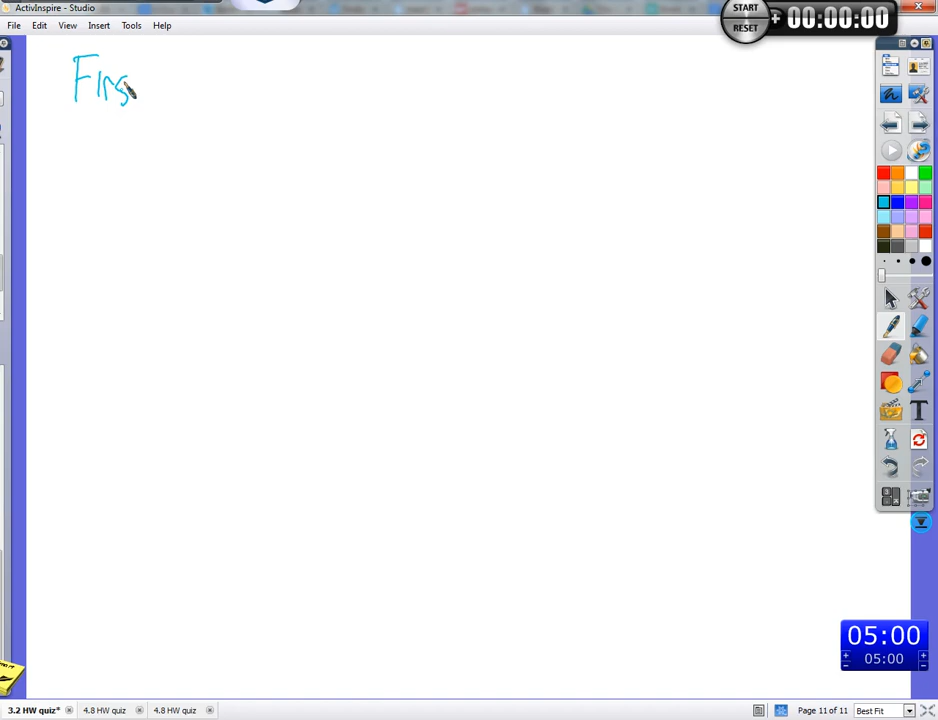 ActivInspire - Studio
START
RESET
+ 00:00:00
File Edit View Insert Tools Help
Firs
T
05:00
+ 05:00 +
3.2 HW quiz* 4.8 HW quiz 4.8 HW quiz Page 11 of 11 Best Fit